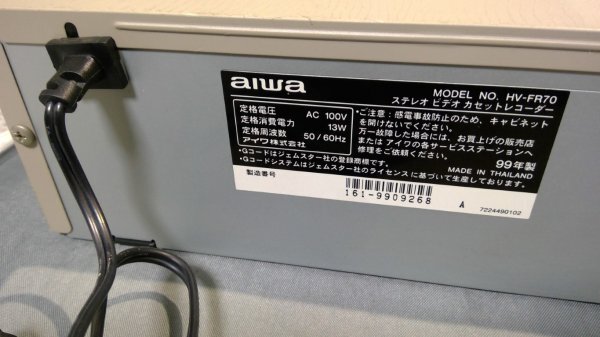 aiwa
MODEL NO. HV-FR70
ステレオ ビデオ カセットレコーダー
定格電圧 AC 100V
定格消費電力 13W
定格周波数 50/60Hz
アイワ株式会社
・ご注意：感電事故防止のため、キャビネット
を開けないでください。
万一故障した場合には、お買上げの販売店
またはアイワの各サービスステーションへ
修理をご依頼ください。
99年製
・Gコードはジェムスター社の登録商標です。
・Gコードシステムはジェムスター社のライセンスに基づいて生産しております。
MADE IN THAILAND
製造番号
161-9909268
A
7224490102